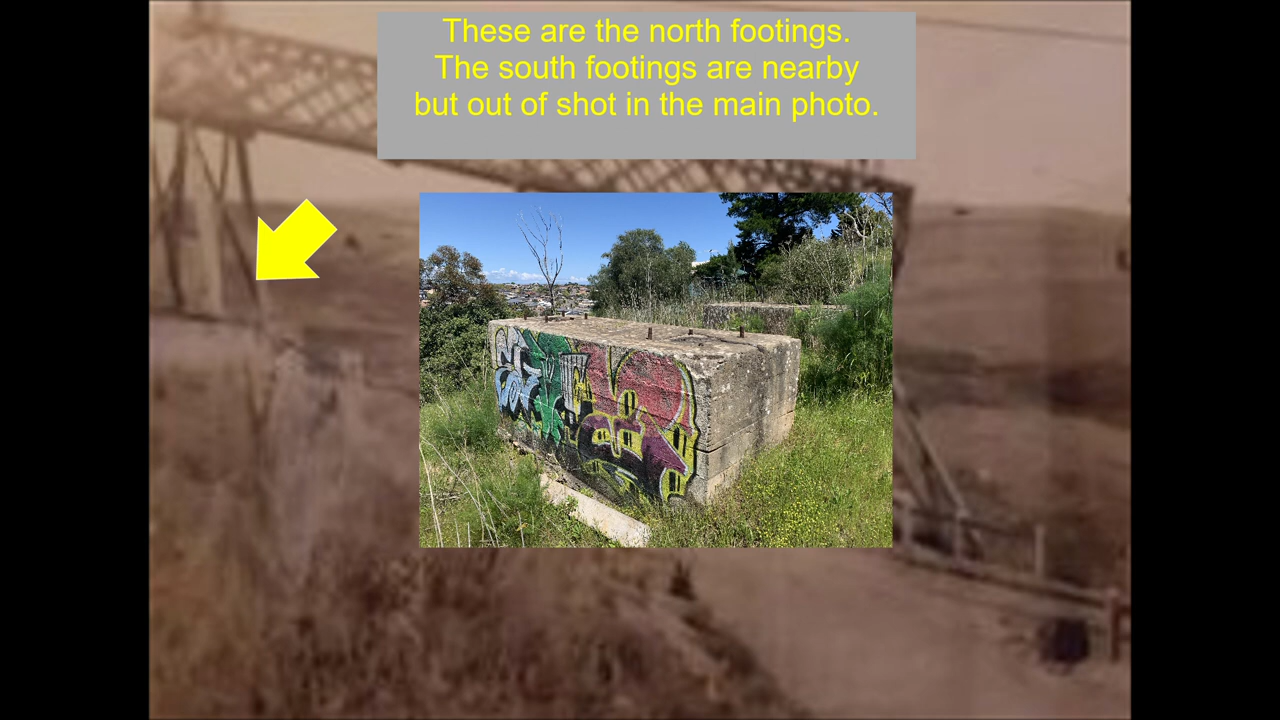 These are the north footings.
The south footings are nearby
but out of shot in the main photo.